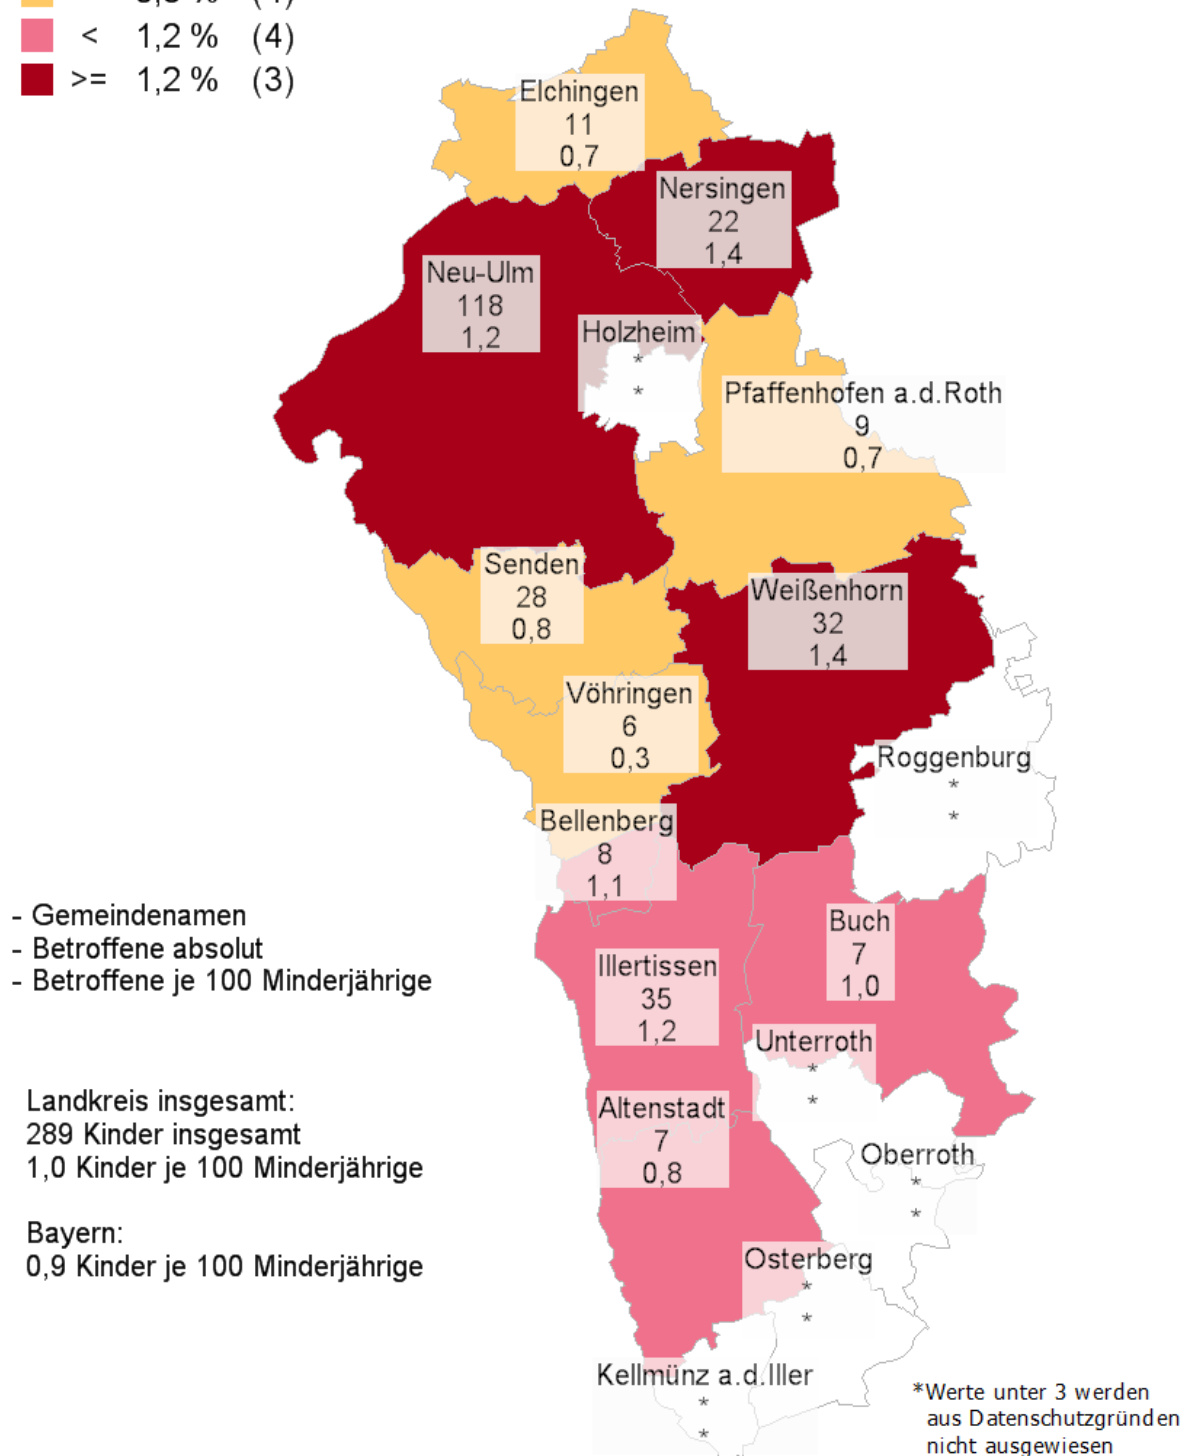 < 1,2 % (4)
>= 1,2 % (3)
Elchingen
11
0,7
Nersingen
22
1,4
Neu-Ulm
118
1,2
Holzheim
*
*
Pfaffenhofen a.d.Roth
9
0,7
Senden
28
0,8
Weißenhorn
32
1,4
Vöhringen
6
0,3
Roggenburg
*
*
Bellenberg
8
1,1
Buch
7
1,0
Illertissen
35
1,2
Unterroth
*
*
Altenstadt
7
0,8
Oberroth
*
*
Osterberg
*
*
Kellmünz a.d.Iller
*
*
- Gemeindenamen
- Betroffene absolut
- Betroffene je 100 Minderjährige
Landkreis insgesamt:
289 Kinder insgesamt
1,0 Kinder je 100 Minderjährige
Bayern:
0,9 Kinder je 100 Minderjährige
*Werte unter 3 werden
aus Datenschutzgründen
nicht ausgewiesen